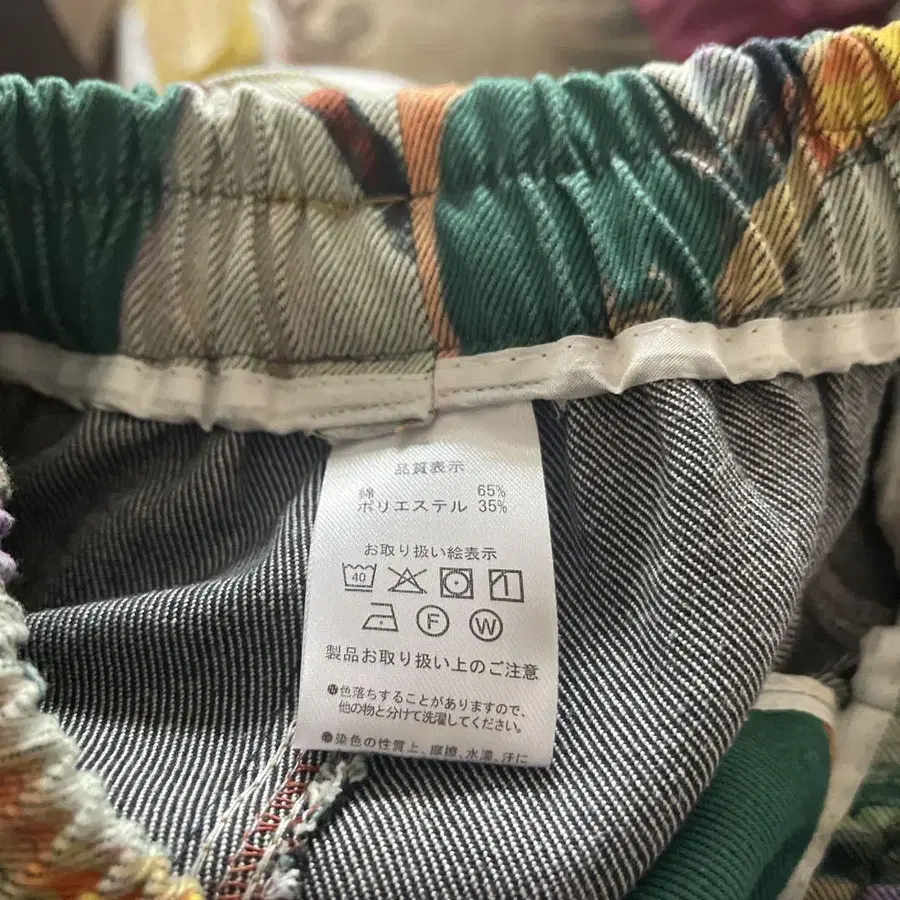 品質表示
綿 65%
ポリエステル 35%
お取り扱い絵表示
40
F W
製品お取り扱い上のご注意
色落ちすることがありますので、
他の物と分けて洗濯してください。
染色の性質上、摩擦、水濡、汗に